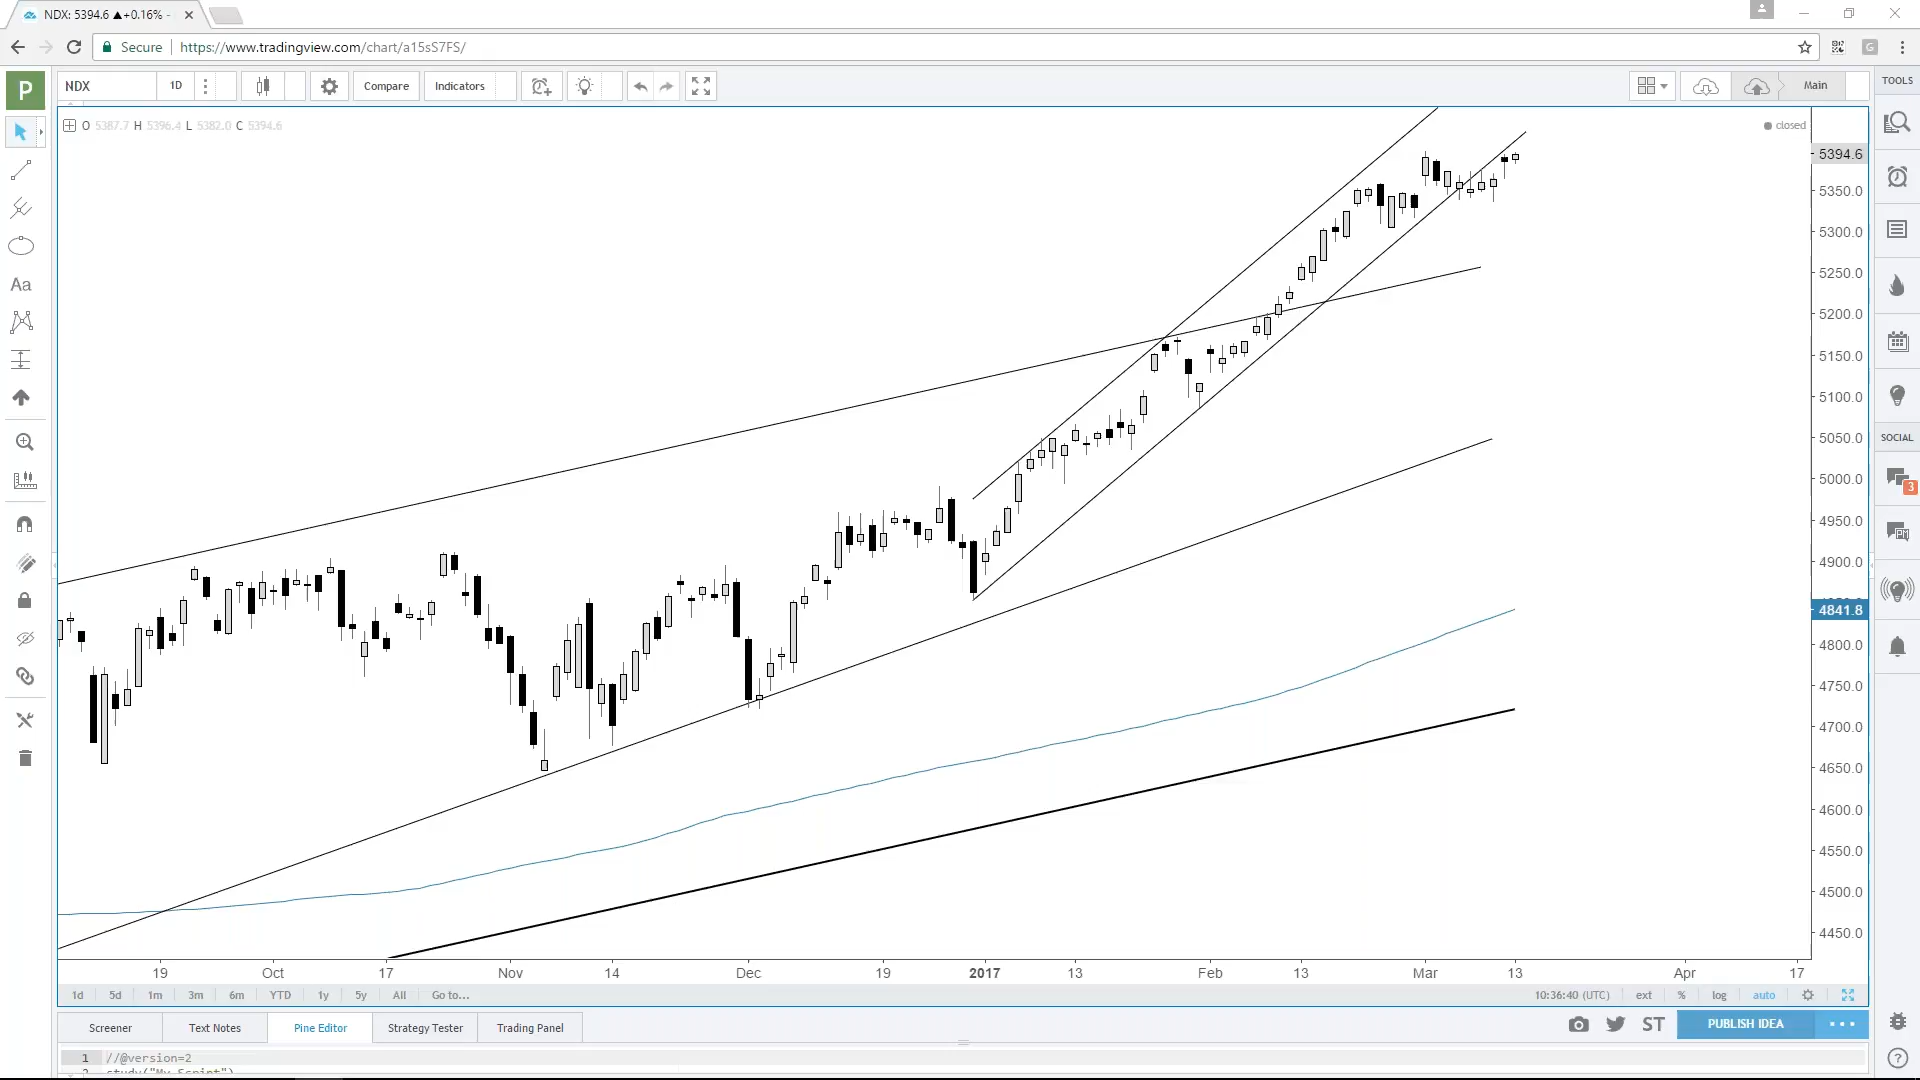 NDX: 5394.6 ▲+0.16% -
Secure | https://www.tradingview.com/chart/a15sS7FS/
P
NDX 1D Compare Indicators Main TOOLS
O 5387.7 H 5396.4 L 5382.0 C 5394.6
closed
5394.6
5350.0
5300.0
5250.0
5200.0
5150.0
5100.0
5050.0
5000.0
4950.0
4900.0
4841.8
4800.0
4750.0
4700.0
4650.0
4600.0
4550.0
4500.0
4450.0
Aa
SOCIAL
3
19 Oct 17 Nov 14 Dec 19 2017 13 Feb 13 Mar 13 Apr 17
1d 5d 1m 3m 6m YTD 1y 5y All Go to... 10:36:40 (UTC) ext % log auto
Screener Text Notes Pine Editor Strategy Tester Trading Panel ST PUBLISH IDEA
1 //@version=2
2 study("My Script")